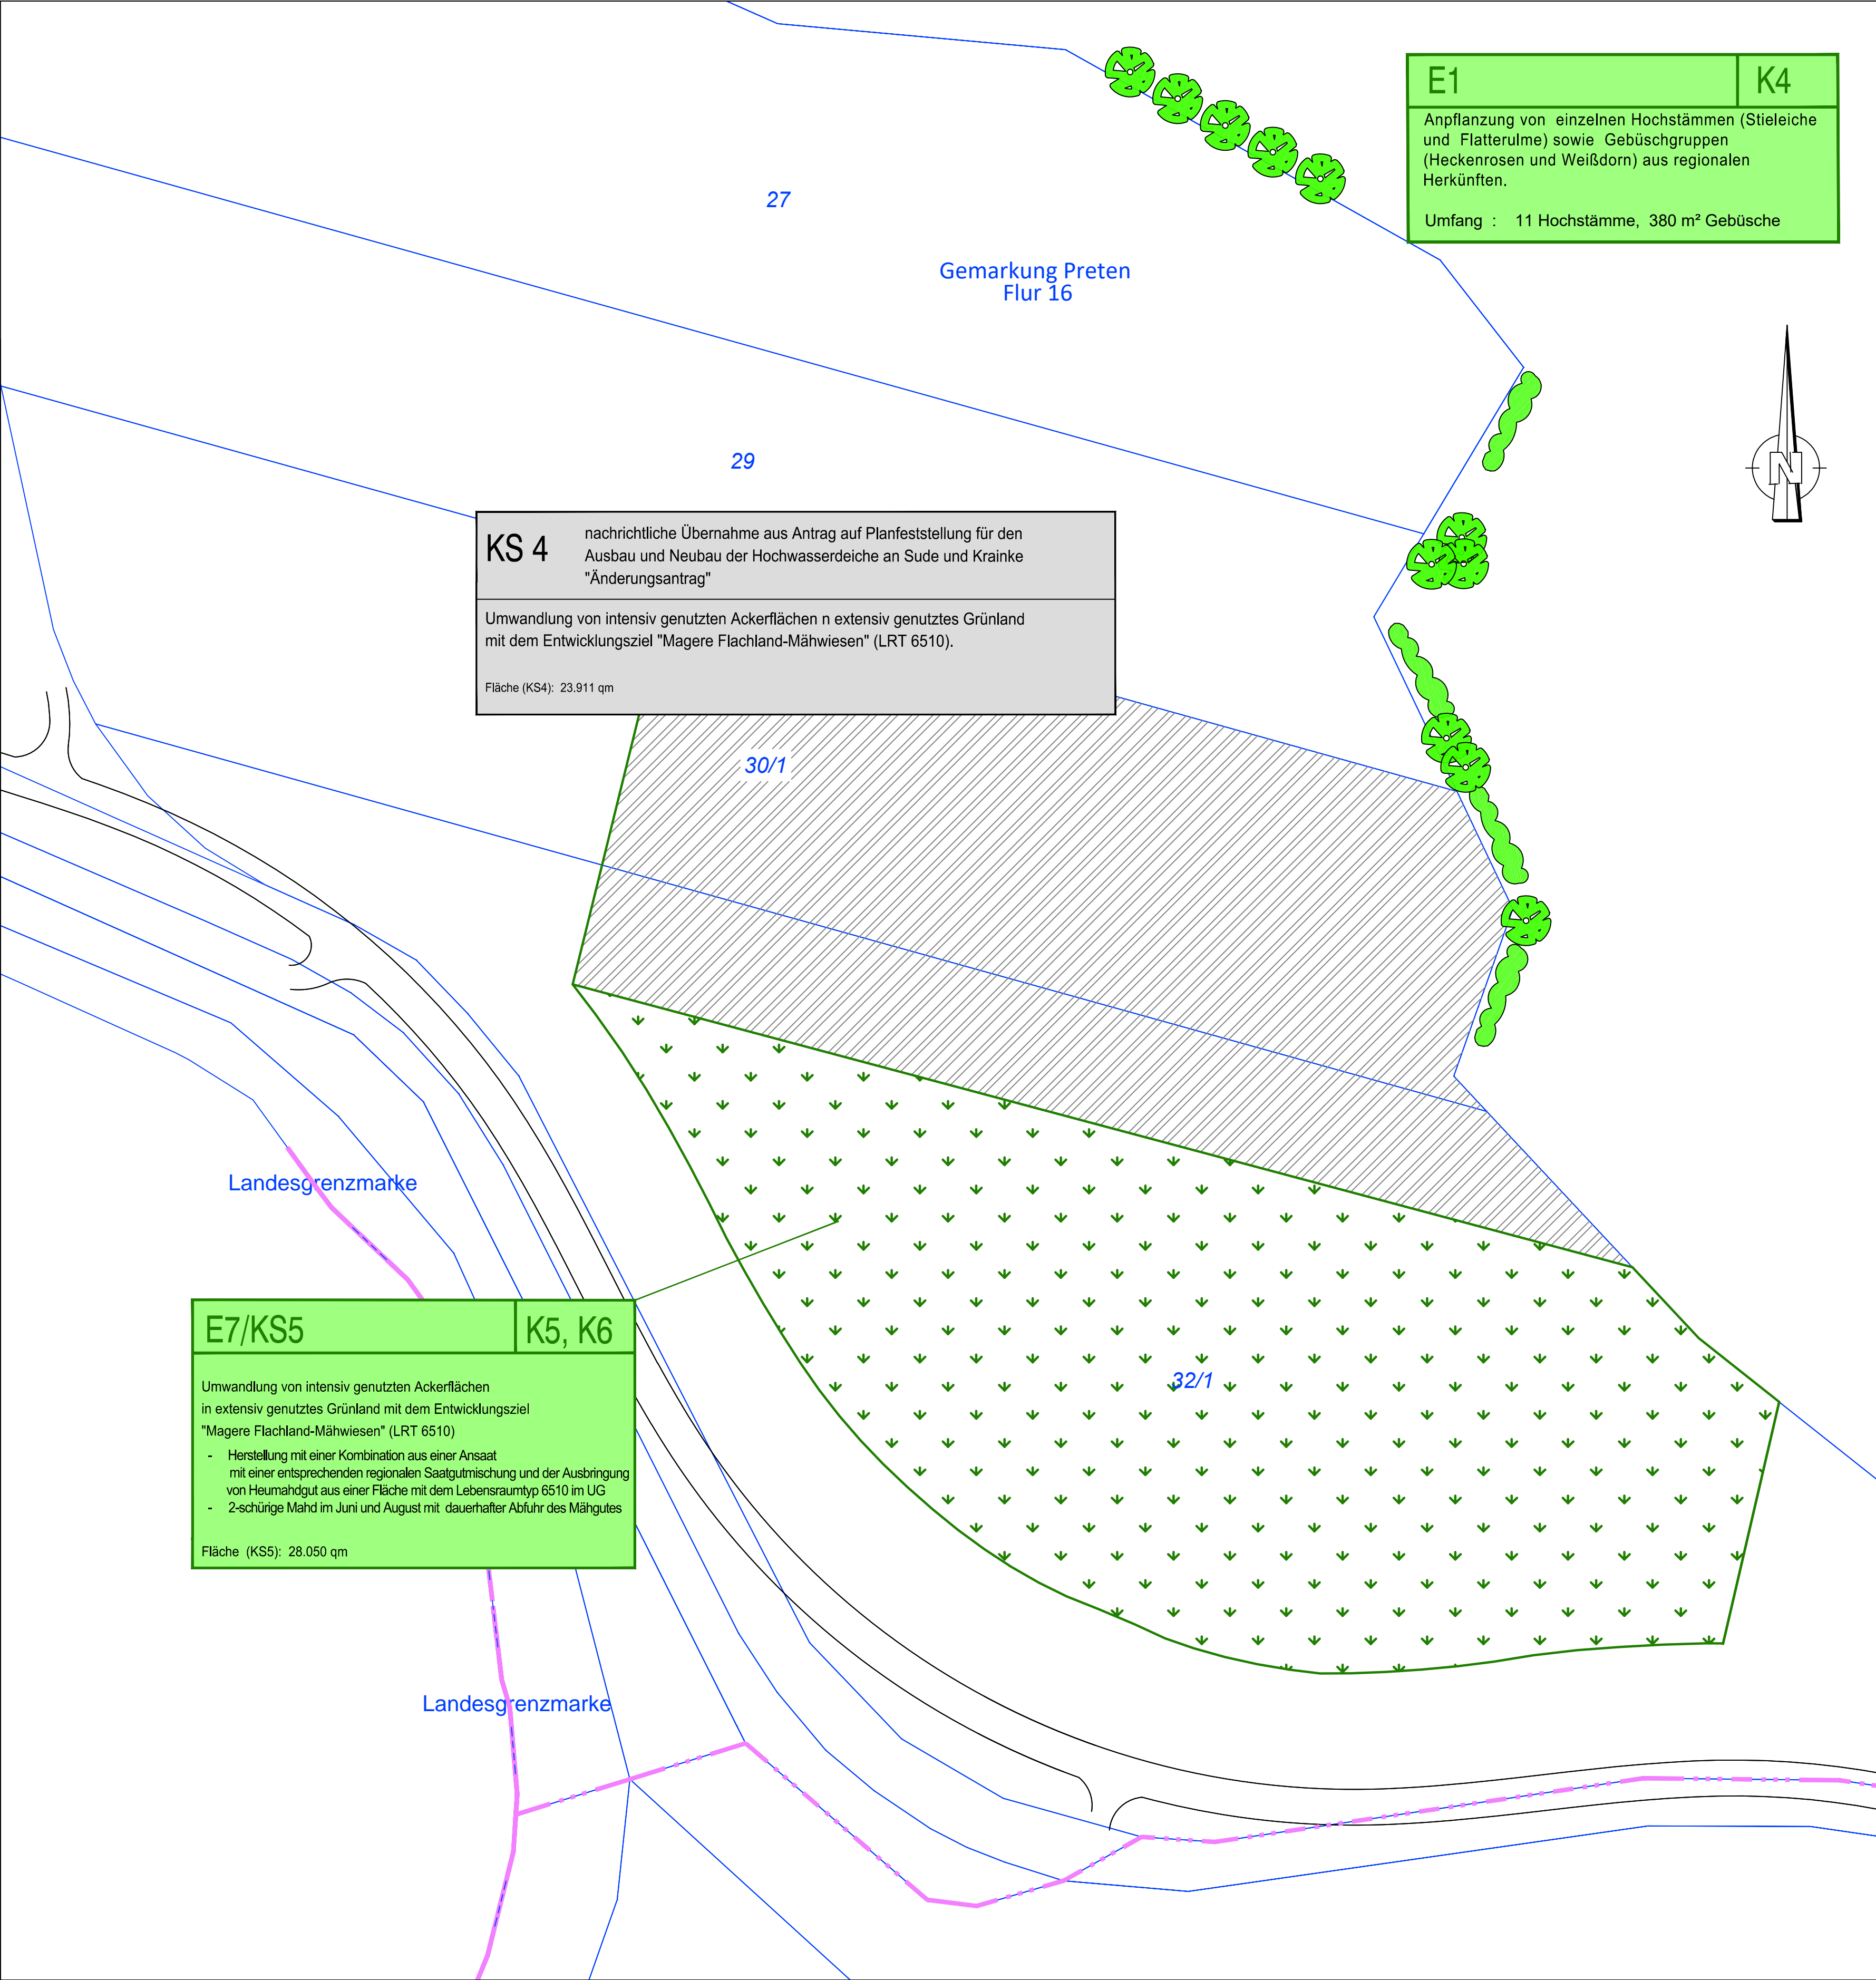 E1 K4
Anpflanzung von einzelnen Hochstämmen (Stieleiche
und Flatterulme) sowie Gebüschgruppen
(Heckenrosen und Weißdorn) aus regionalen
Herkünften.
Umfang : 11 Hochstämme, 380 m² Gebüsche
27
Gemarkung Preten
Flur 16
N
29
KS 4
nachrichtliche Übernahme aus Antrag auf Planfeststellung für den
Ausbau und Neubau der Hochwasserdeiche an Sude und Krainke
"Änderungsantrag"
Umwandlung von intensiv genutzten Ackerflächen n extensiv genutztes Grünland
mit dem Entwicklungsziel "Magere Flachland-Mähwiesen" (LRT 6510).
Fläche (KS4): 23.911 qm
30/1
Landesgrenzmarke
E7/KS5 K5, K6
Umwandlung von intensiv genutzten Ackerflächen
in extensiv genutztes Grünland mit dem Entwicklungsziel
"Magere Flachland-Mähwiesen" (LRT 6510)
- Herstellung mit einer Kombination aus einer Ansaat
mit einer entsprechenden regionalen Saatgutmischung und der Ausbringung
von Heumahdgut aus einer Fläche mit dem Lebensraumtyp 6510 im UG
- 2-schürige Mahd im Juni und August mit dauerhafter Abfuhr des Mähgutes
Fläche (KS5): 28.050 qm
32/1
Landesgrenzmarke